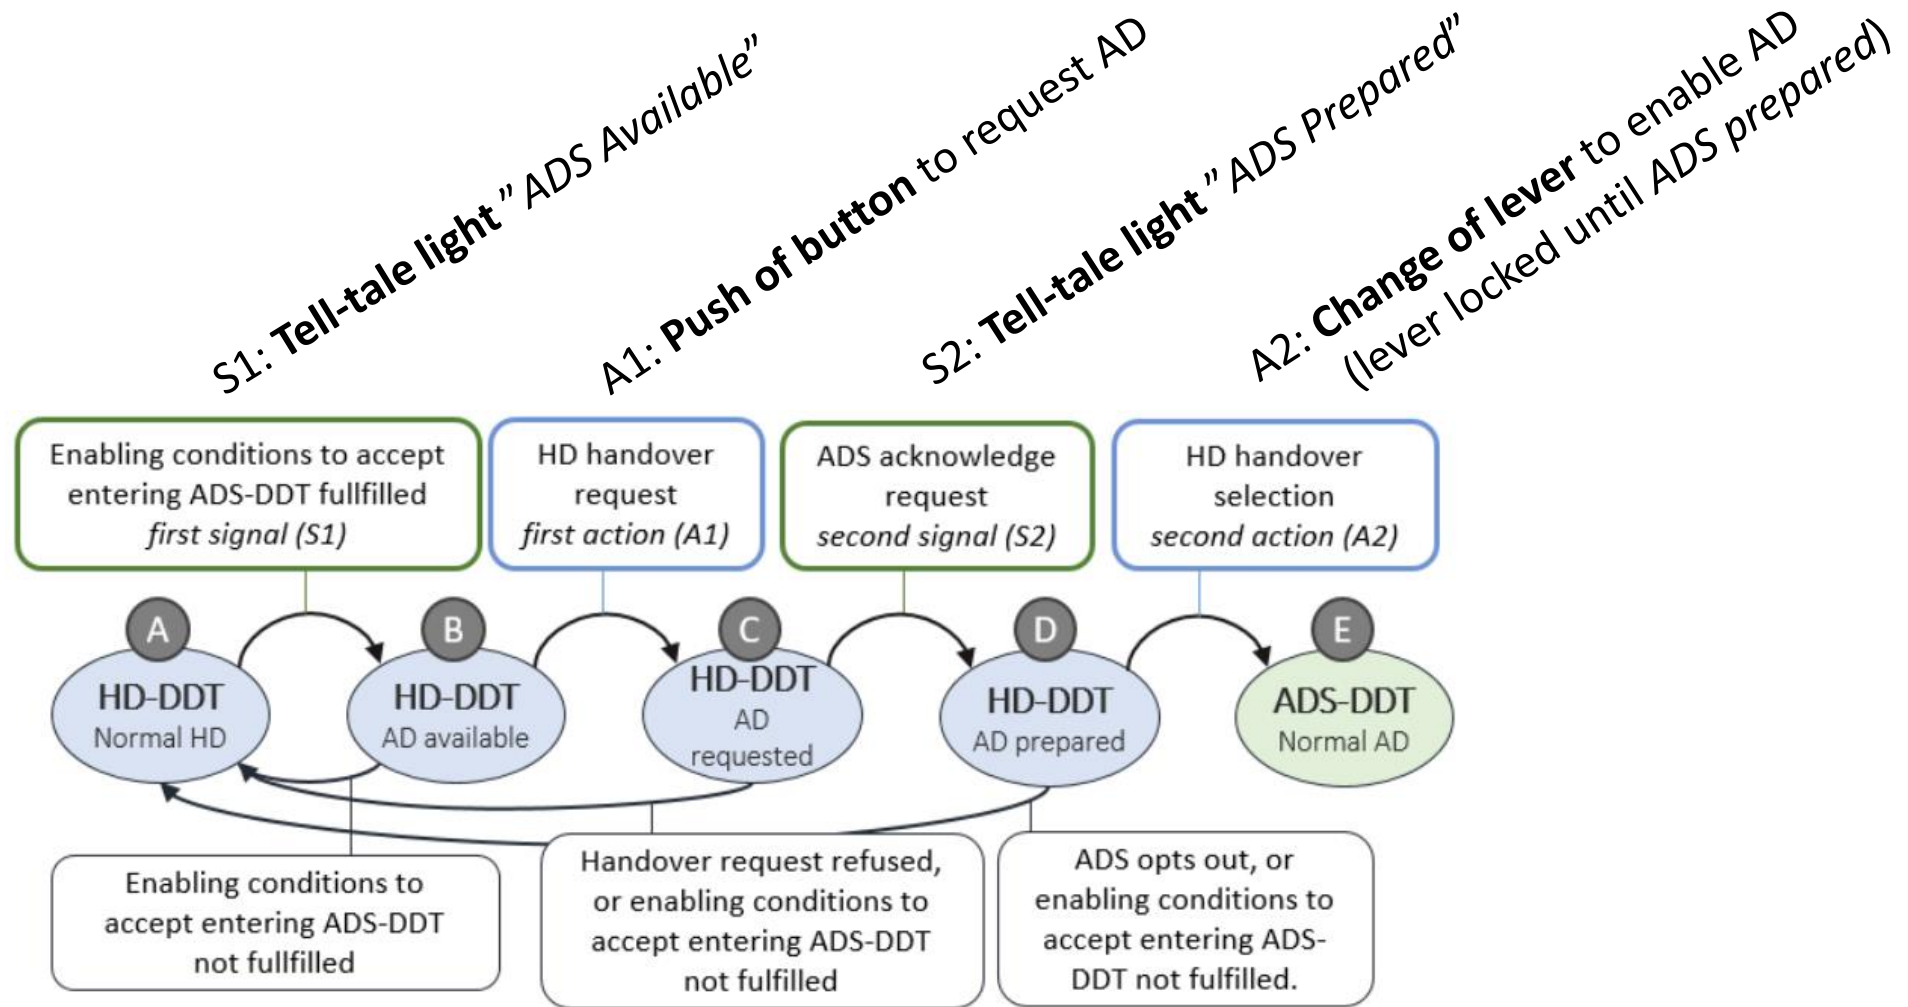 S1: Tell-tale light ” ADS Available”
A1: Push of button to request AD
S2: Tell-tale light ” ADS Prepared”
A2: Change of lever to enable AD
(lever locked until ADS prepared)
Enabling conditions to accept
entering ADS-DDT fullfilled
first signal (S1)
HD handover
request
first action (A1)
ADS acknowledge
request
second signal (S2)
HD handover
selection
second action (A2)
A
B
C
D
E
HD-DDT
Normal HD
HD-DDT
AD available
HD-DDT
AD
requested
HD-DDT
AD prepared
ADS-DDT
Normal AD
Enabling conditions to
accept entering ADS-DDT
not fullfilled
Handover request refused,
or enabling conditions to
accept entering ADS-DDT
not fulfilled
ADS opts out, or
enabling conditions to
accept entering ADS-
DDT not fulfilled.